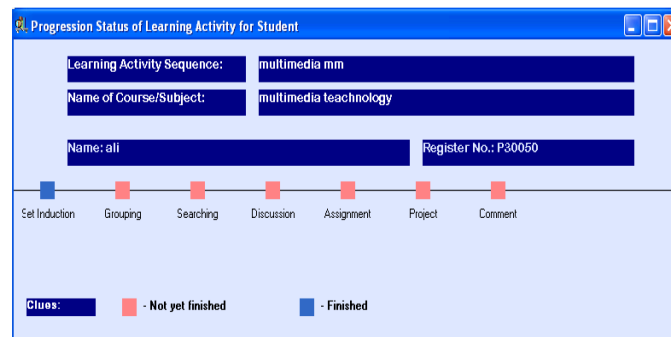 Progression Status of Learning Activity for Student
Learning Activity Sequence: multimedia mm
Name of Course/Subject: multimedia teachnology
Name: ali Register No.: P30050
Set Induction Grouping Searching Discussion Assignment Project Comment
Clues: - Not yet finished - Finished